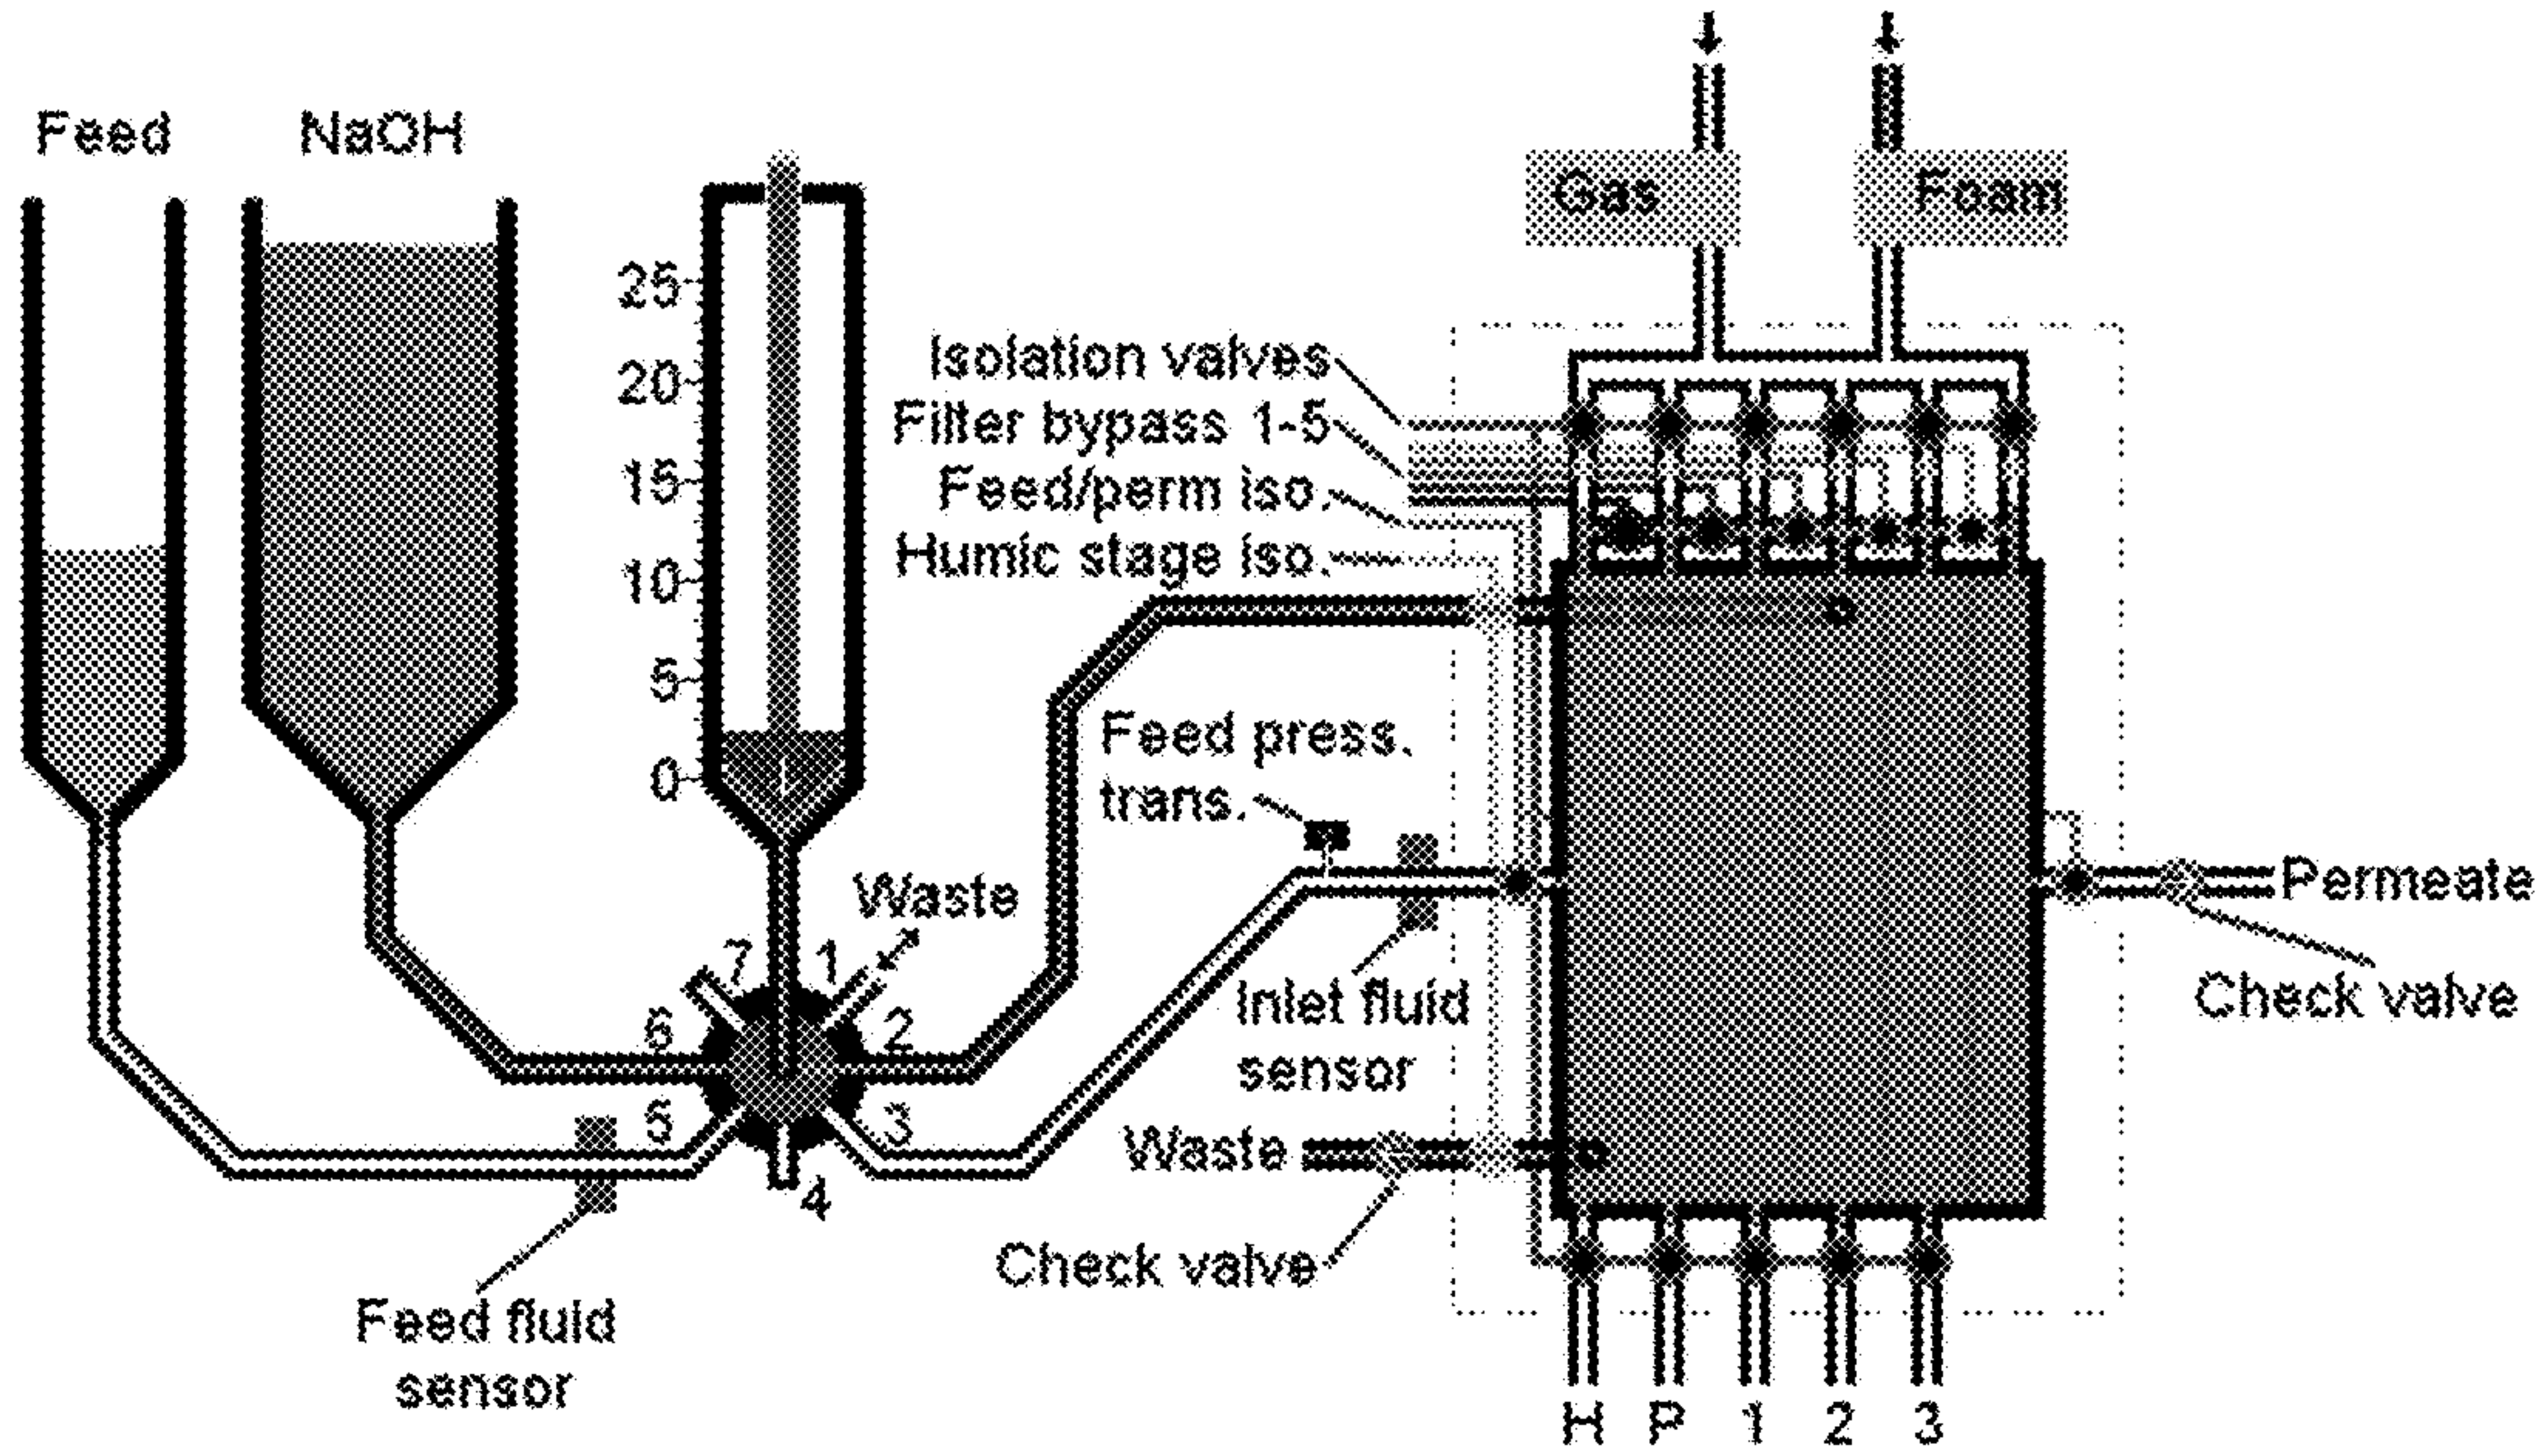 Feed
NaOH
Gas
Foam
25
20
15
10
5
0
Isolation valves
Filter bypass 1-5
Feed/perm iso.
Humic stage iso.
Feed press.
trans.
Waste
7
1
6
2
5
3
4
Inlet fluid
sensor
Permeate
Check valve
Waste
Check valve
Feed fluid
sensor
H P 1 2 3